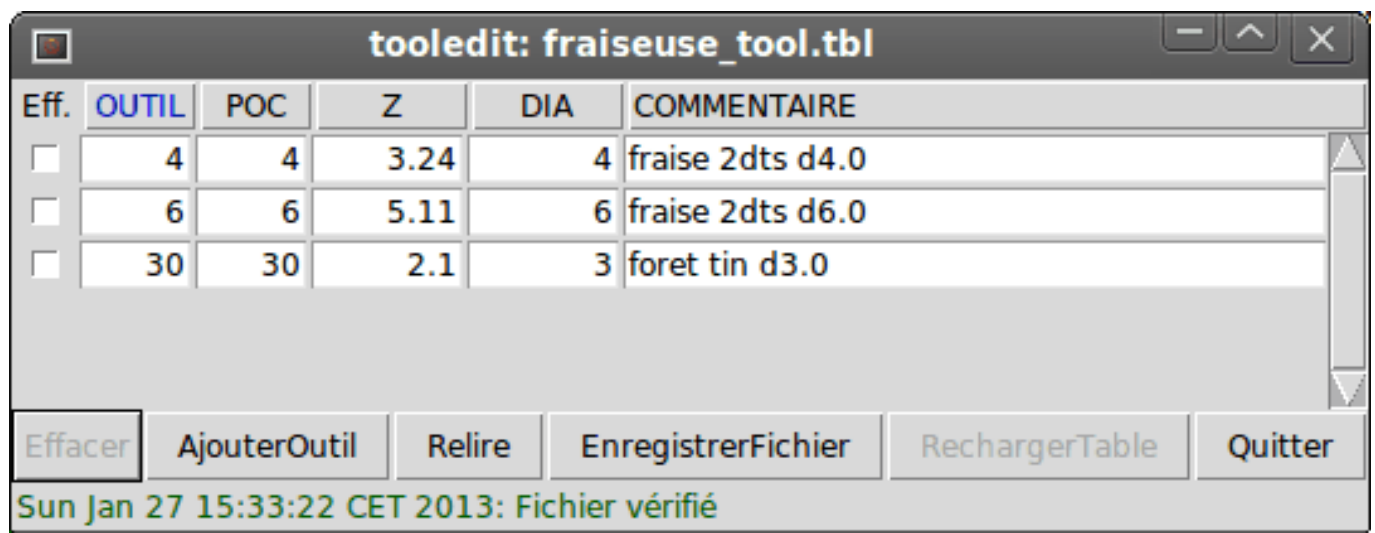 tooledit: fraiseuse_tool.tbl
Eff. OUTIL POC Z DIA COMMENTAIRE
4 4 3.24 4 fraise 2dts d4.0
6 6 5.11 6 fraise 2dts d6.0
30 30 2.1 3 foret tin d3.0
Effacer AjouterOutil Relire EnregistrerFichier RechargerTable Quitter
Sun Jan 27 15:33:22 CET 2013: Fichier vérifié